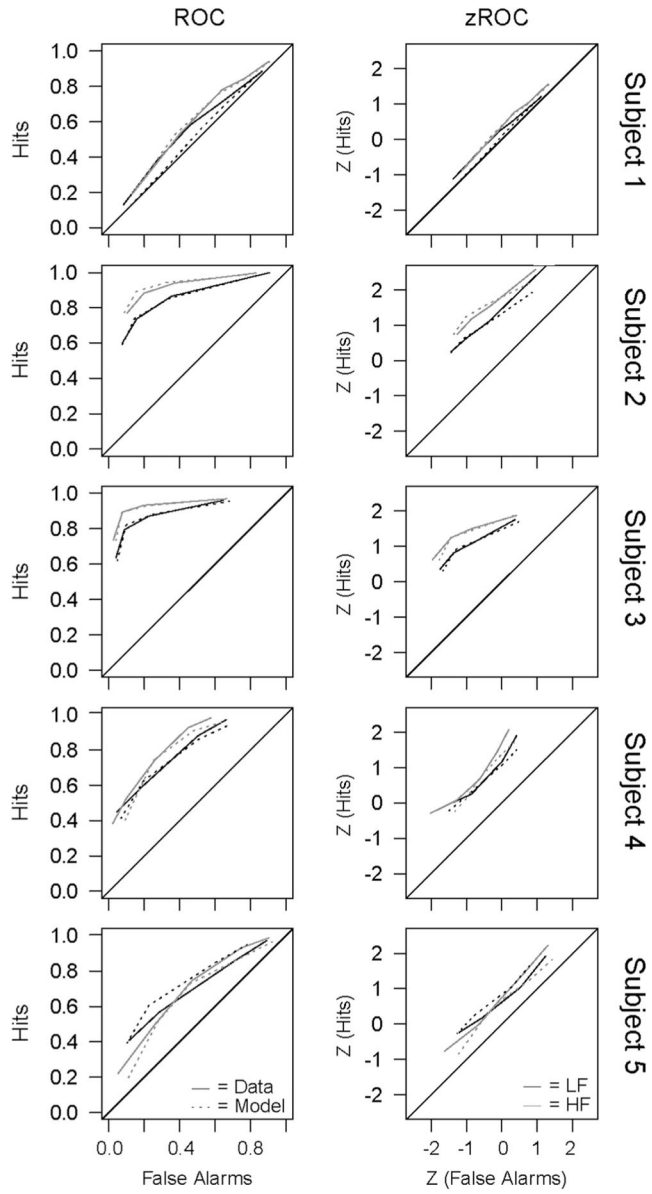 ROC
zROC
Hits
1.0
0.8
0.6
0.4
0.2
0.0
Z (Hits)
2
1
0
-1
-2
Subject 1
Hits
1.0
0.8
0.6
0.4
0.2
0.0
Z (Hits)
2
1
0
-1
-2
Subject 2
Hits
1.0
0.8
0.6
0.4
0.2
0.0
Z (Hits)
2
1
0
-1
-2
Subject 3
Hits
1.0
0.8
0.6
0.4
0.2
0.0
Z (Hits)
2
1
0
-1
-2
Subject 4
Hits
1.0
0.8
0.6
0.4
0.2
0.0
= Data
= Model
0.0 0.4 0.8
False Alarms
Z (Hits)
2
1
0
-1
-2
= LF
= HF
-2 -1 0 1 2
Z (False Alarms)
Subject 5